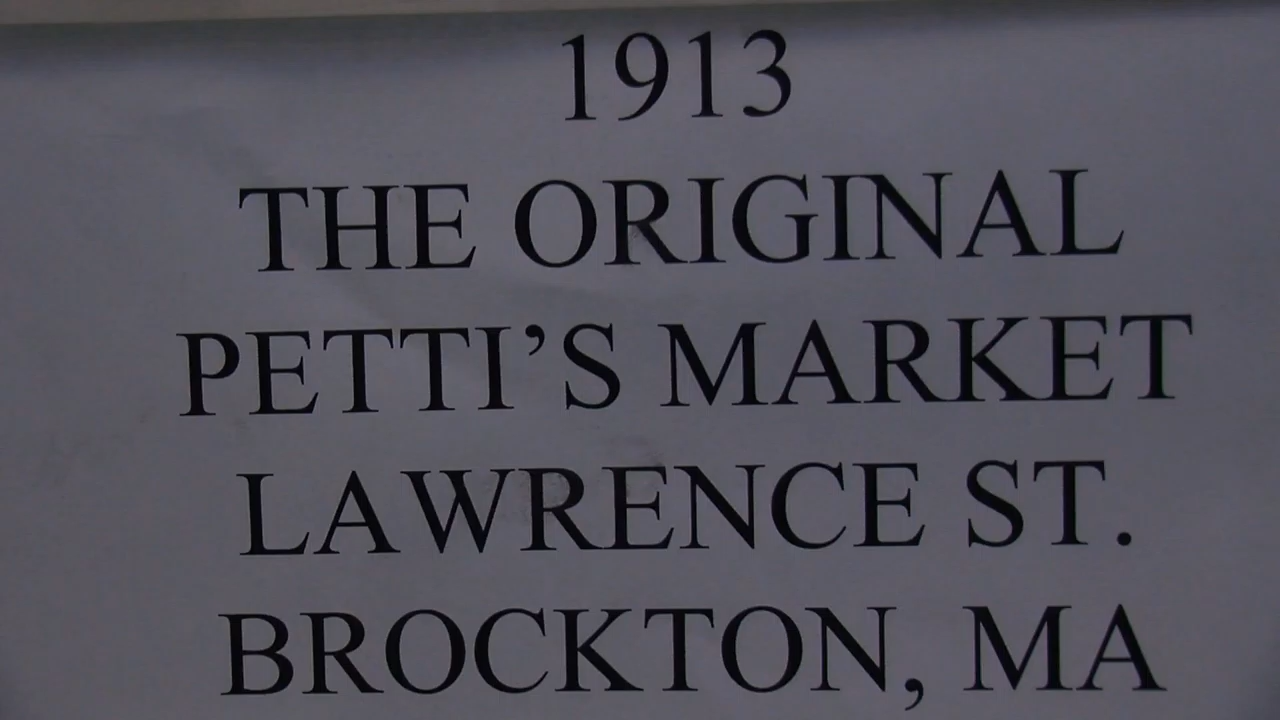 1913
THE ORIGINAL
PETTI’S MARKET
LAWRENCE ST.
BROCKTON, MA